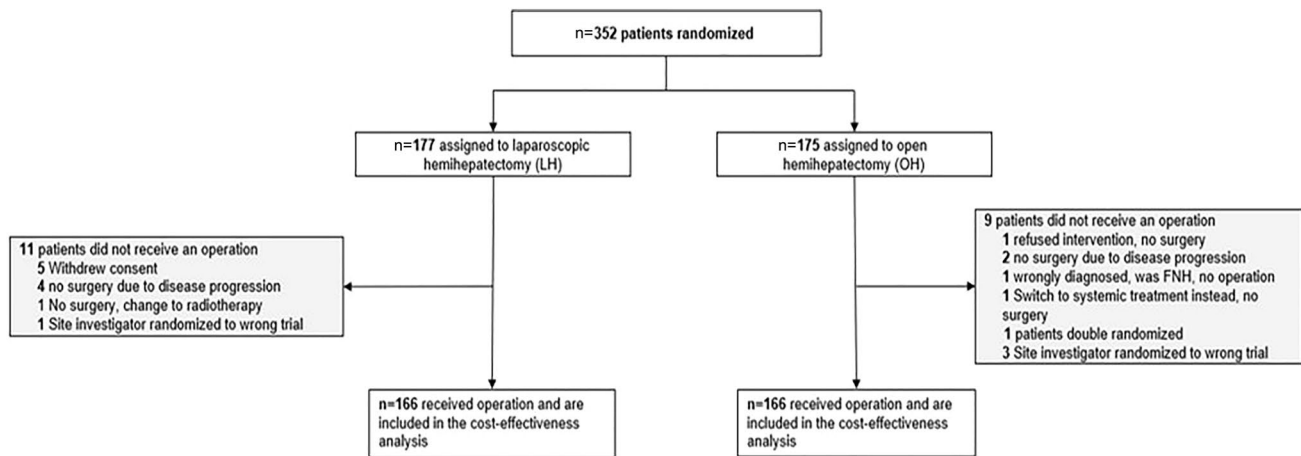 n=352 patients randomized
n=177 assigned to laparoscopic
hemihepatectomy (LH)
n=175 assigned to open
hemihepatectomy (OH)
11 patients did not receive an operation
5 Withdrew consent
4 no surgery due to disease progression
1 No surgery, change to radiotherapy
1 Site investigator randomized to wrong trial
9 patients did not receive an operation
1 refused intervention, no surgery
2 no surgery due to disease progression
1 wrongly diagnosed, was FNH, no operation
1 Switch to systemic treatment instead, no
surgery
1 patients double randomized
3 Site investigator randomized to wrong trial
n=166 received operation and are
included in the cost-effectiveness
analysis
n=166 received operation and are
included in the cost-effectiveness
analysis